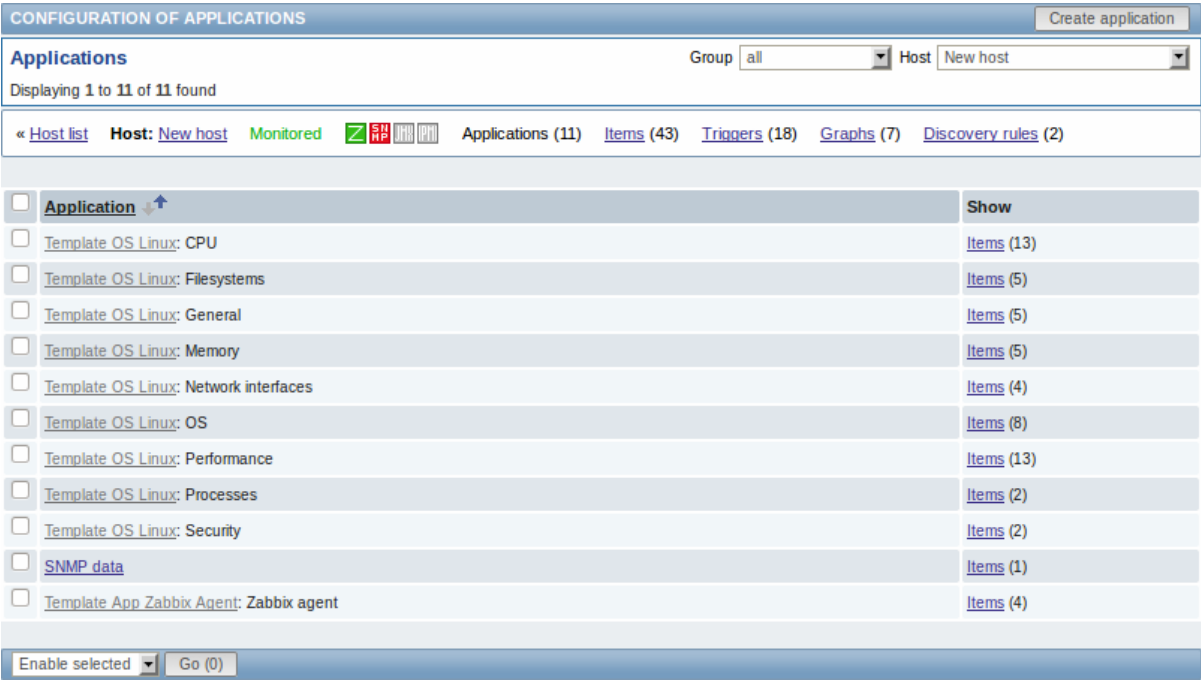 CONFIGURATION OF APPLICATIONS Create application
Applications Group all Host New host
Displaying 1 to 11 of 11 found
« Host list Host: New host Monitored Z SNMP JMX IPMI Applications (11) Items (43) Triggers (18) Graphs (7) Discovery rules (2)
Application Show
Template OS Linux: CPU Items (13)
Template OS Linux: Filesystems Items (5)
Template OS Linux: General Items (5)
Template OS Linux: Memory Items (5)
Template OS Linux: Network interfaces Items (4)
Template OS Linux: OS Items (8)
Template OS Linux: Performance Items (13)
Template OS Linux: Processes Items (2)
Template OS Linux: Security Items (2)
SNMP data Items (1)
Template App Zabbix Agent: Zabbix agent Items (4)
Enable selected Go (0)